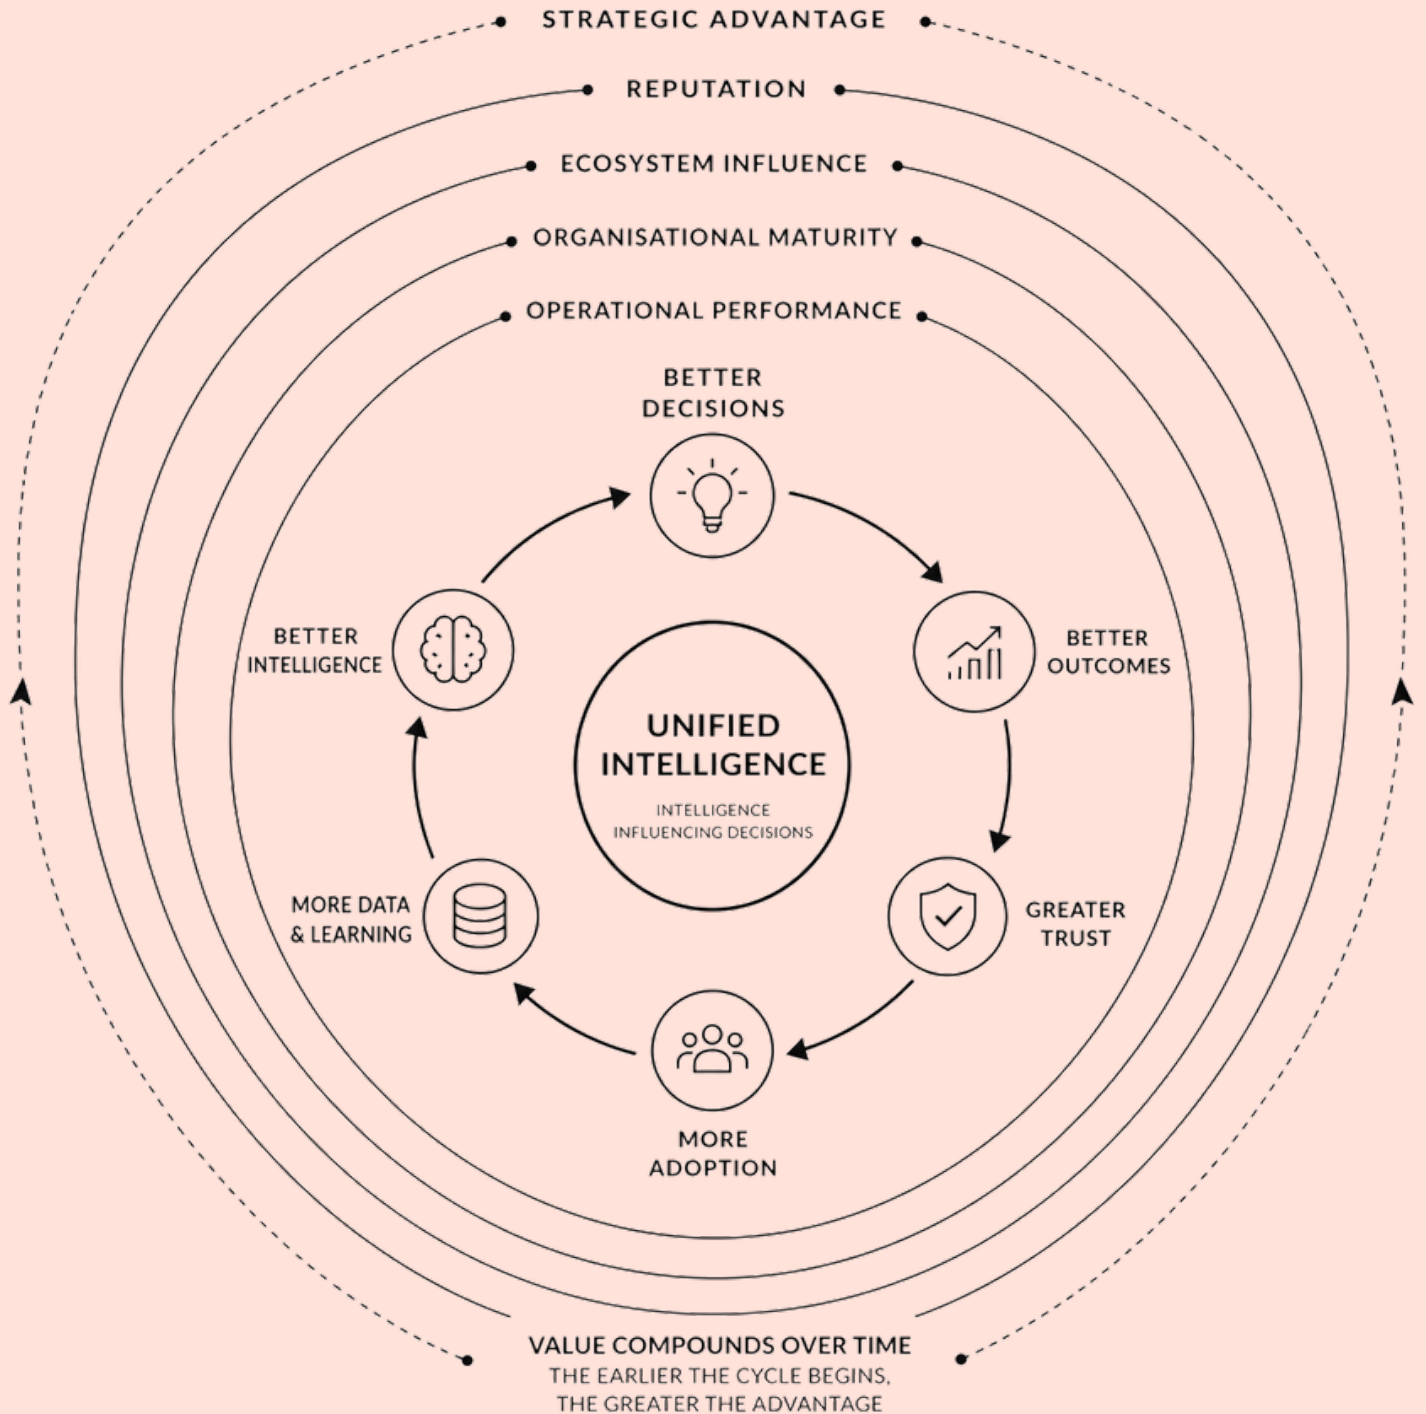 STRATEGIC ADVANTAGE
REPUTATION
ECOSYSTEM INFLUENCE
ORGANISATIONAL MATURITY
OPERATIONAL PERFORMANCE
BETTER
DECISIONS
BETTER
INTELLIGENCE
BETTER
OUTCOMES
UNIFIED
INTELLIGENCE
INTELLIGENCE
INFLUENCING DECISIONS
MORE DATA
& LEARNING
GREATER
TRUST
MORE
ADOPTION
VALUE COMPOUNDS OVER TIME
THE EARLIER THE CYCLE BEGINS,
THE GREATER THE ADVANTAGE